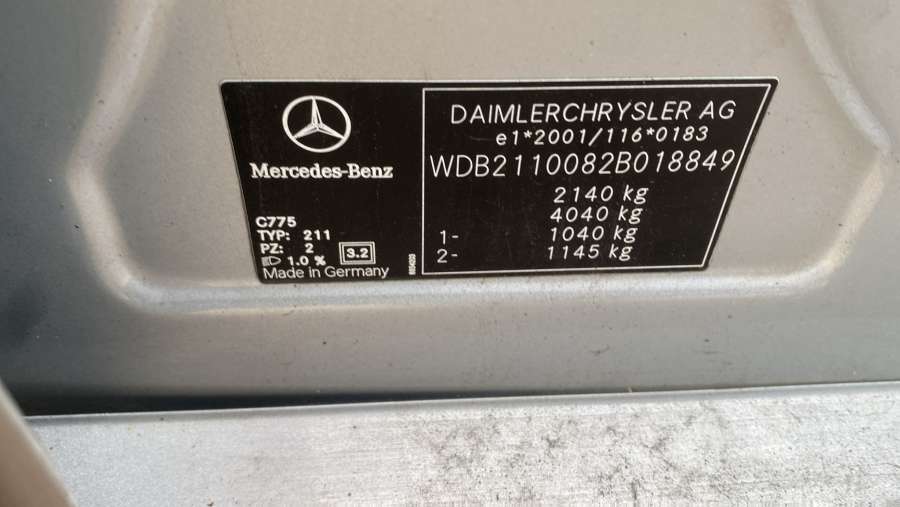 Mercedes-Benz
C775
TYP: 211
PZ: 2
1.0 %
3.2
Made in Germany
DAIMLERCHRYSLER AG
e1*2001/116*0183
WDB2110082B018849
2140 kg
4040 kg
1- 1040 kg
2- 1145 kg